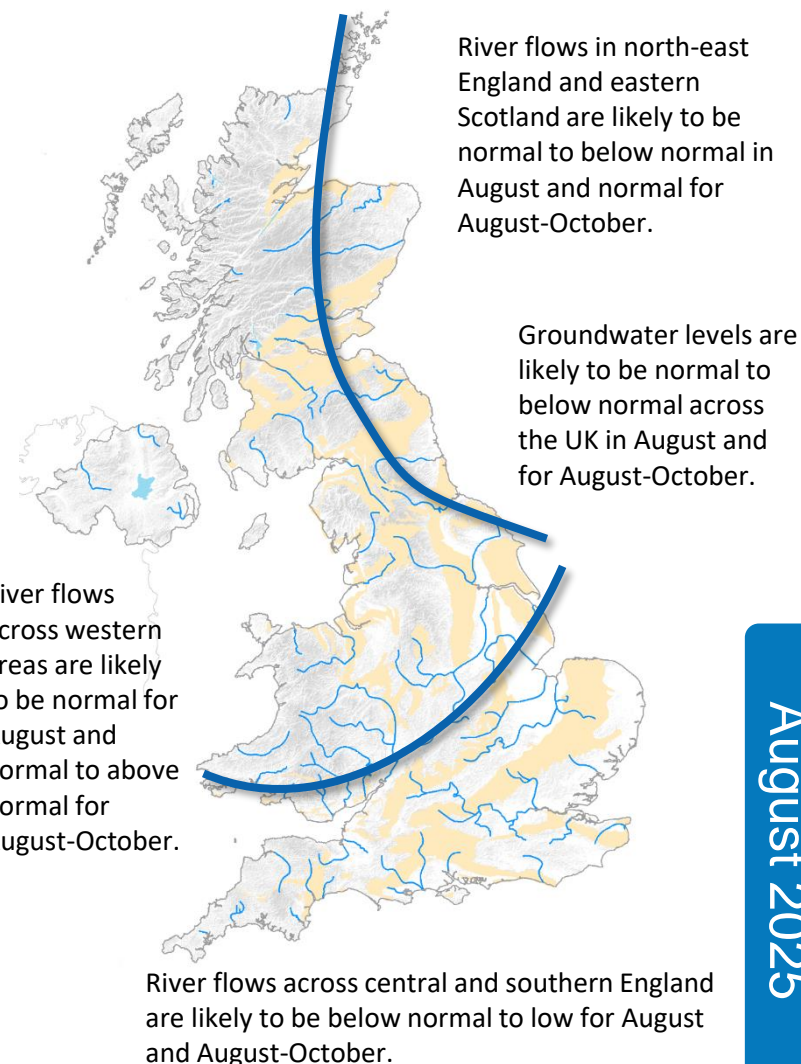 River flows in north-east
England and eastern
Scotland are likely to be
normal to below normal in
August and normal for
August-October.
Groundwater levels are
likely to be normal to
below normal across
the UK in August and
for August-October.
iver flows
cross western
reas are likely
o be normal for
ugust and
ormal to above
ormal for
ugust-October.
August 2025
River flows across central and southern England
are likely to be below normal to low for August
and August-October.